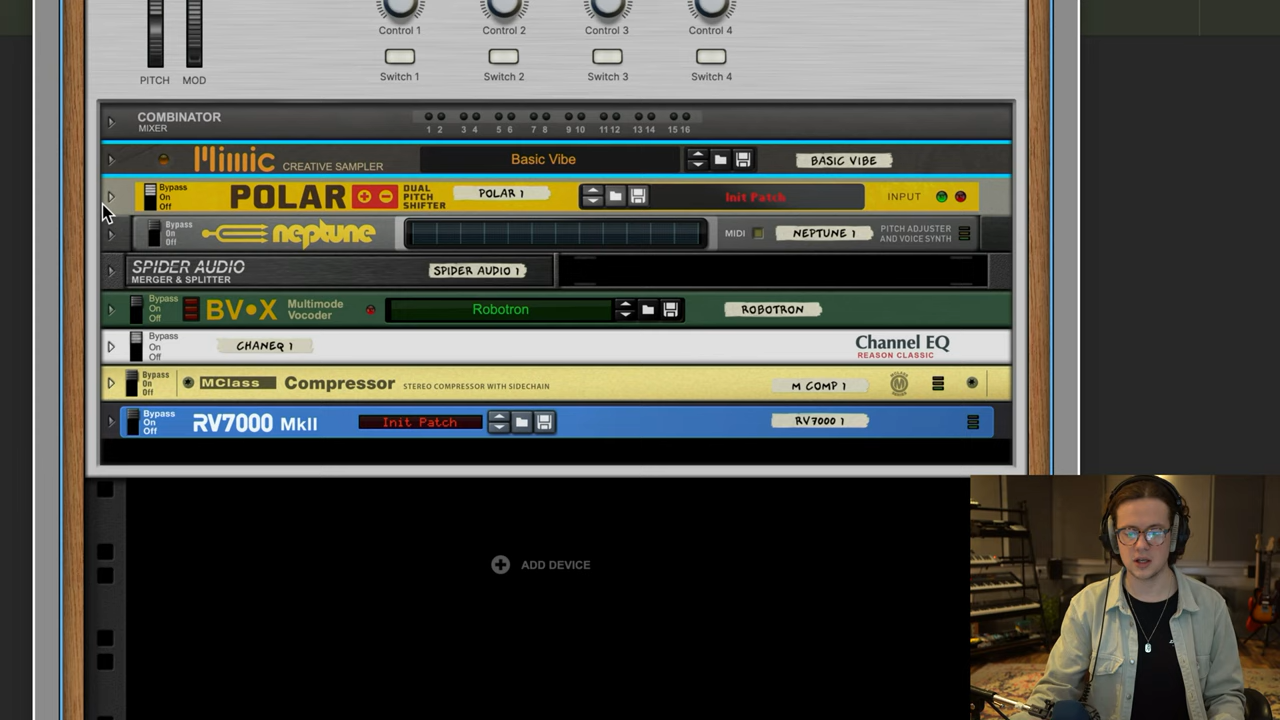 Control 1 Control 2 Control 3 Control 4
PITCH MOD Switch 1 Switch 2 Switch 3 Switch 4
COMBINATOR
MIXER
1 2 3 4 5 6 7 8 9 10 11 12 13 14 15 16
Mimic CREATIVE SAMPLER Basic Vibe BASIC VIBE
Bypass
On
Off
POLAR
DUAL
PITCH
SHIFTER
POLAR 1 Init Patch INPUT
Bypass
On
Off
neptune MIDI NEPTUNE 1
PITCH ADJUSTER
AND VOICE SYNTH
SPIDER AUDIO
MERGER & SPLITTER
SPIDER AUDIO 1
Bypass
On
Off
BV•X
Multimode
Vocoder
Robotron ROBOTRON
Bypass
On
Off
CHANEQ 1
Channel EQ
REASON CLASSIC
Bypass
On
Off
MClass Compressor STEREO COMPRESSOR WITH SIDECHAIN M COMP 1
Bypass
On
Off
RV7000 MkII Init Patch RV7000 1
ADD DEVICE